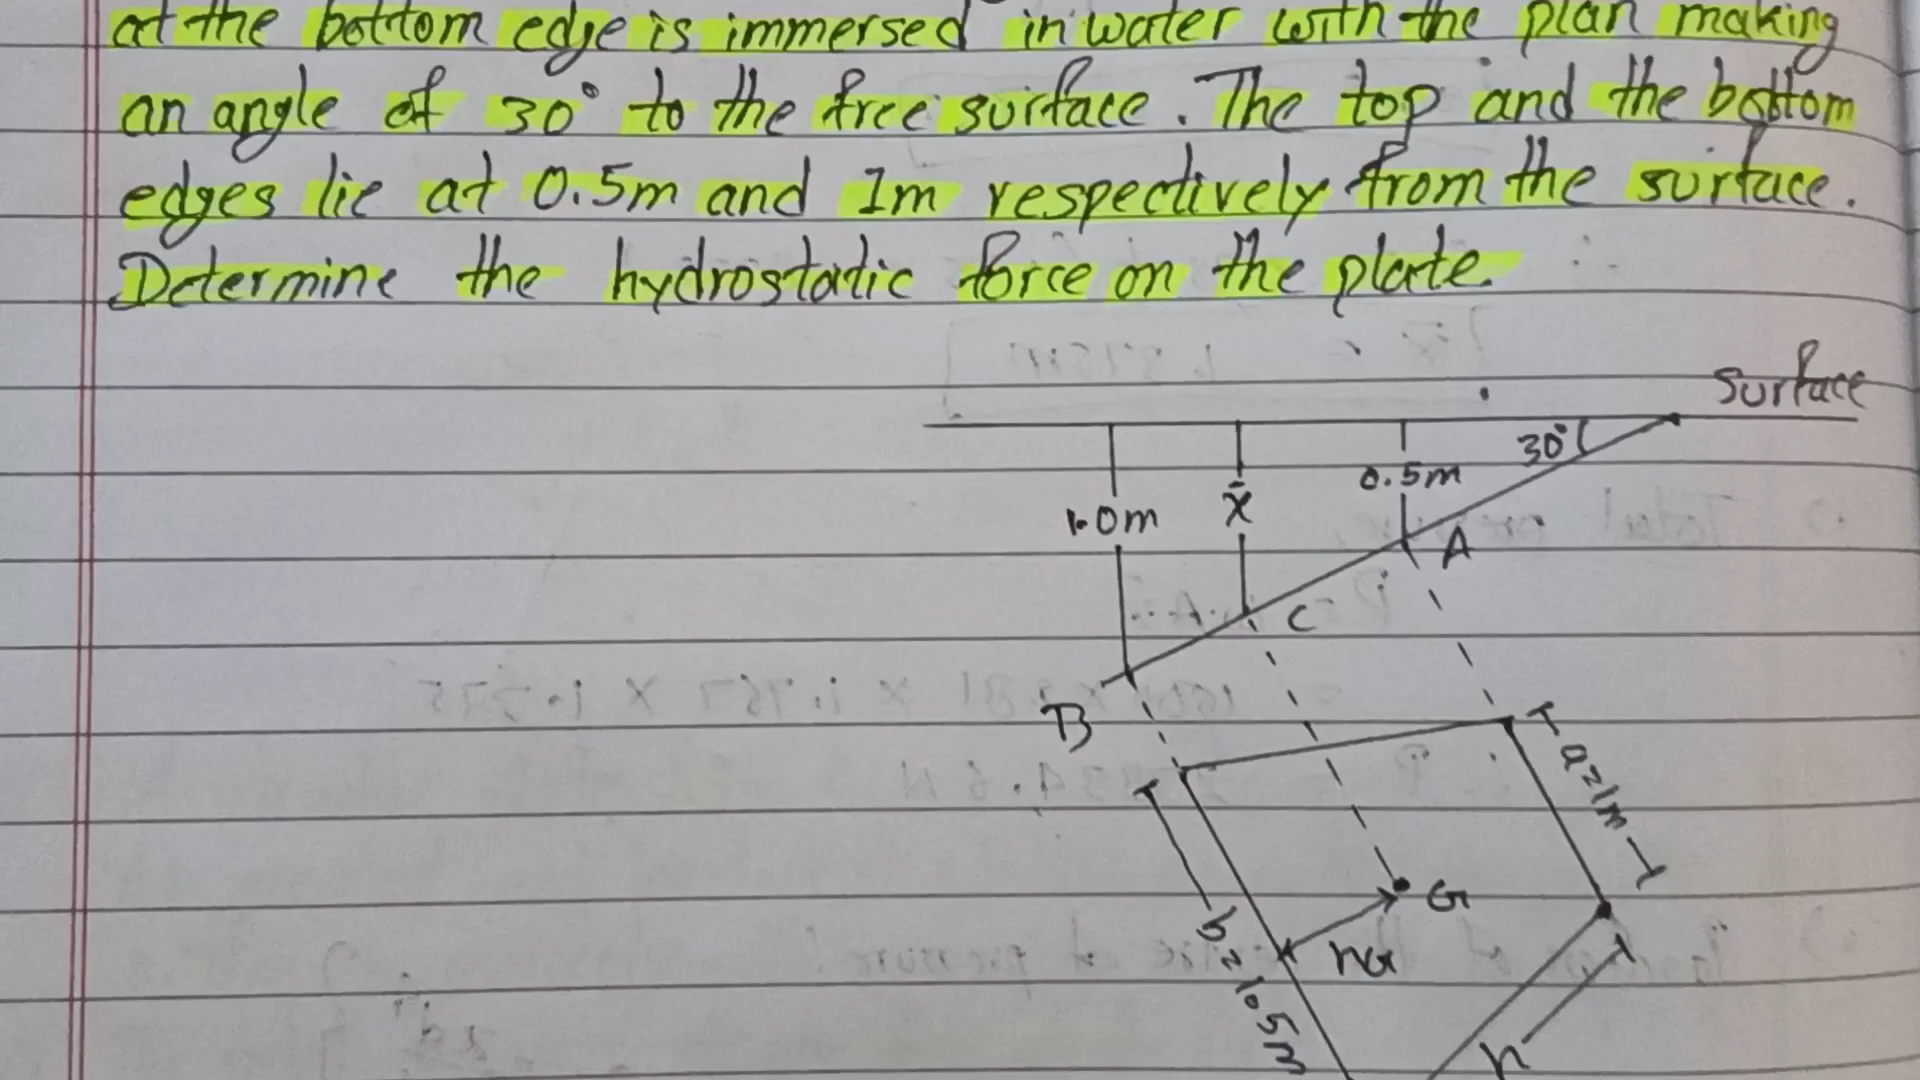 at the bottom edge is immersed in water with the plan making
an angle of 30° to the free surface. The top and the bottom
edges lie at 0.5m and 1m respectively from the surface.
Determine the hydrostatic force on the plate.
Surface
30°
0.5m
x̄
1.0m
A
C
B
a=1m
G
hG
b=1.5m
h